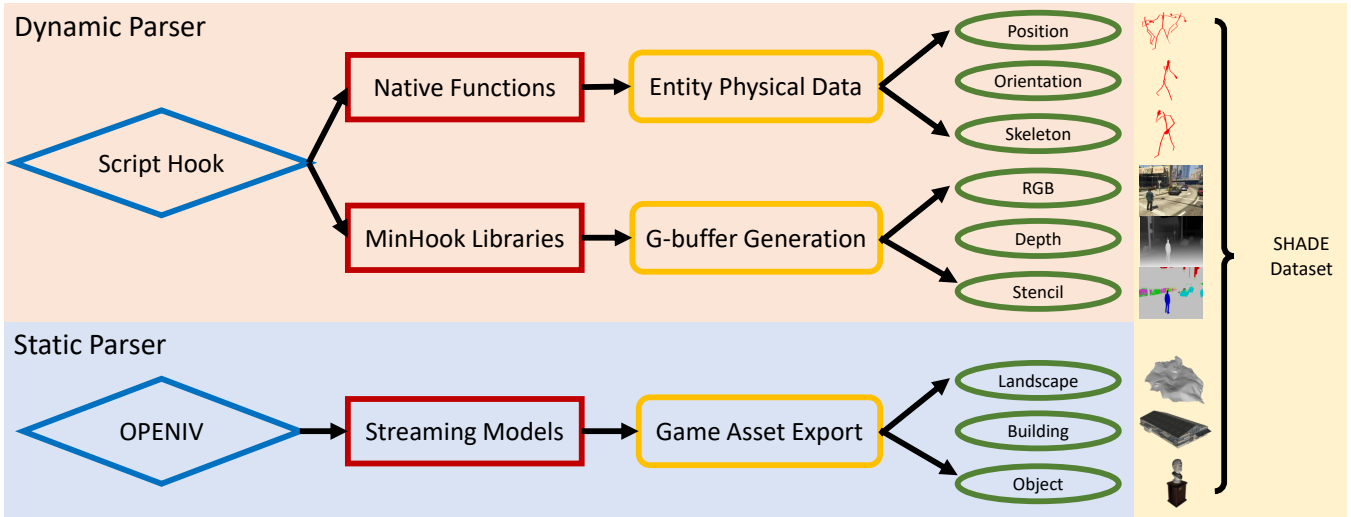 Dynamic Parser
Script Hook
Native Functions
Entity Physical Data
Position
Orientation
Skeleton
MinHook Libraries
G-buffer Generation
RGB
Depth
Stencil
SHADE
Dataset
Static Parser
OPENIV
Streaming Models
Game Asset Export
Landscape
Building
Object